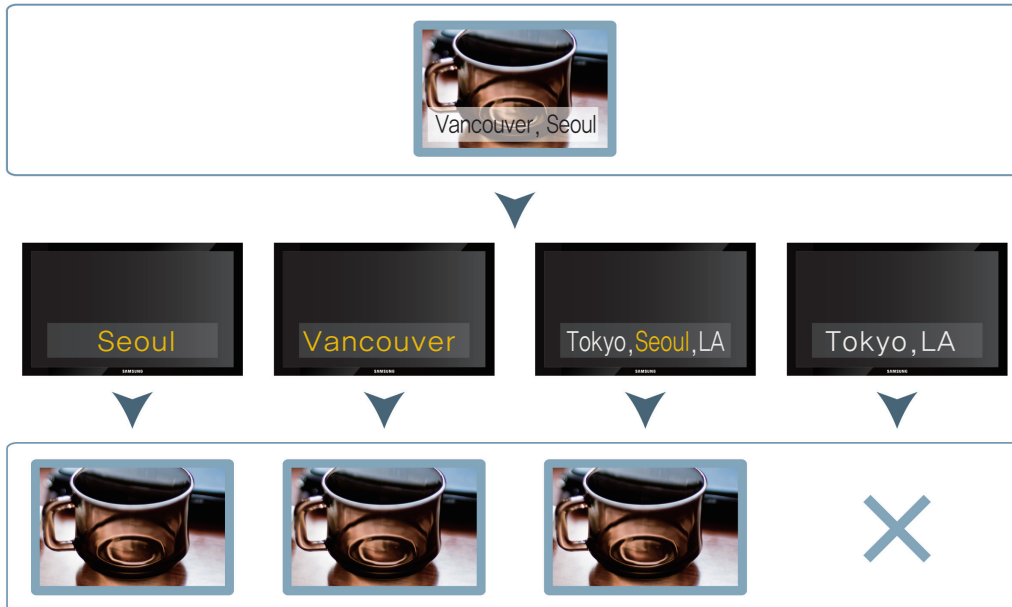 Vancouver, Seoul
Seoul
Vancouver
Tokyo,Seoul,LA
Tokyo,LA
SAMSUNG
SAMSUNG
SAMSUNG
SAMSUNG